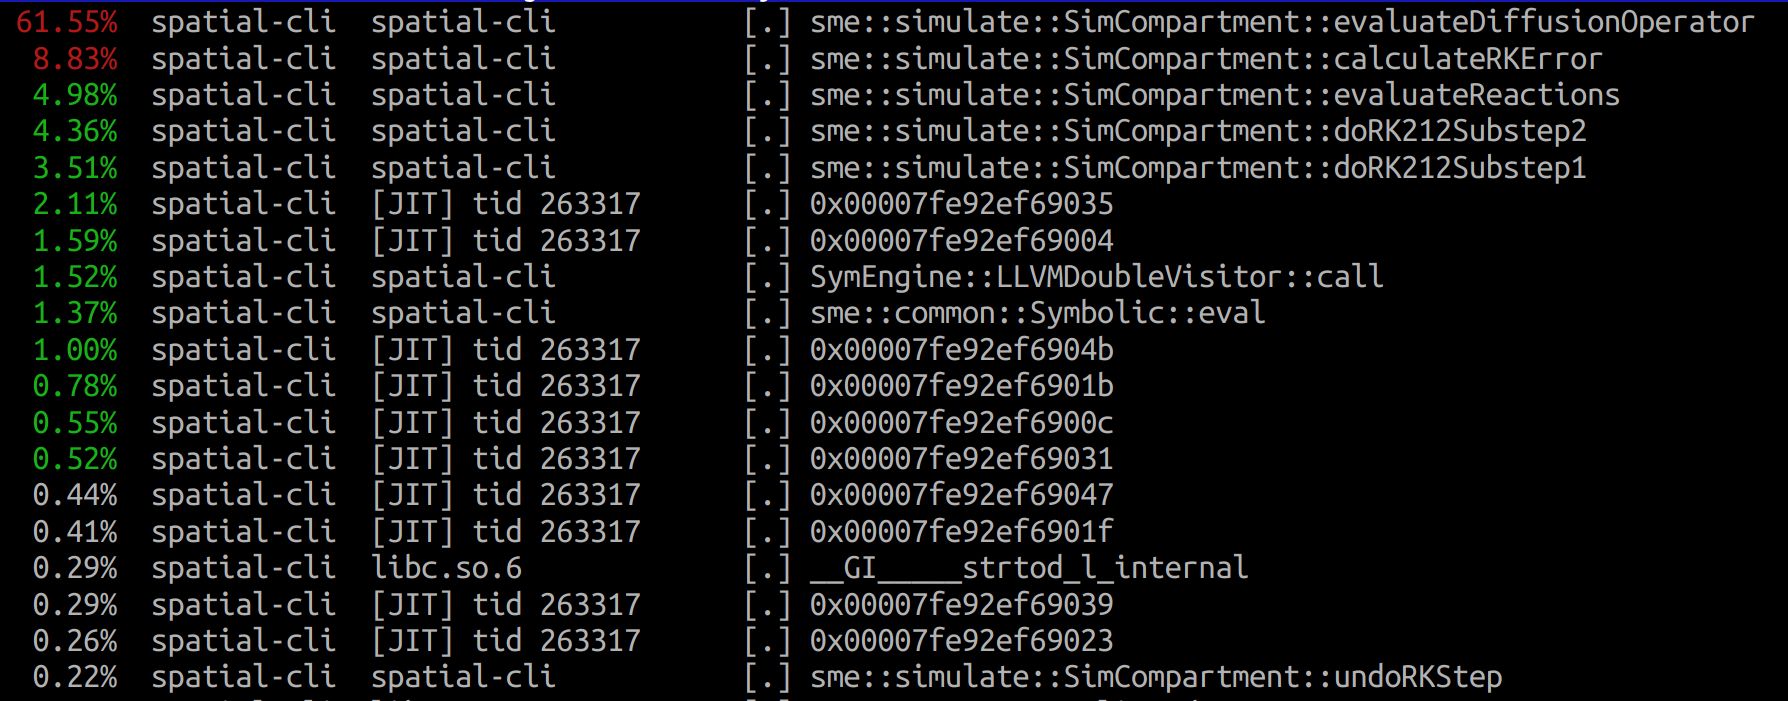 61.55% spatial-cli spatial-cli [.] sme::simulate::SimCompartment::evaluateDiffusionOperator
8.83% spatial-cli spatial-cli [.] sme::simulate::SimCompartment::calculateRKError
4.98% spatial-cli spatial-cli [.] sme::simulate::SimCompartment::evaluateReactions
4.36% spatial-cli spatial-cli [.] sme::simulate::SimCompartment::doRK212Substep2
3.51% spatial-cli spatial-cli [.] sme::simulate::SimCompartment::doRK212Substep1
2.11% spatial-cli [JIT] tid 263317 [.] 0x00007fe92ef69035
1.59% spatial-cli [JIT] tid 263317 [.] 0x00007fe92ef69004
1.52% spatial-cli spatial-cli [.] SymEngine::LLVMDoubleVisitor::call
1.37% spatial-cli spatial-cli [.] sme::common::Symbolic::eval
1.00% spatial-cli [JIT] tid 263317 [.] 0x00007fe92ef6904b
0.78% spatial-cli [JIT] tid 263317 [.] 0x00007fe92ef6901b
0.55% spatial-cli [JIT] tid 263317 [.] 0x00007fe92ef6900c
0.52% spatial-cli [JIT] tid 263317 [.] 0x00007fe92ef69031
0.44% spatial-cli [JIT] tid 263317 [.] 0x00007fe92ef69047
0.41% spatial-cli [JIT] tid 263317 [.] 0x00007fe92ef6901f
0.29% spatial-cli libc.so.6 [.] __GI_____strtod_l_internal
0.29% spatial-cli [JIT] tid 263317 [.] 0x00007fe92ef69039
0.26% spatial-cli [JIT] tid 263317 [.] 0x00007fe92ef69023
0.22% spatial-cli spatial-cli [.] sme::simulate::SimCompartment::undoRKStep